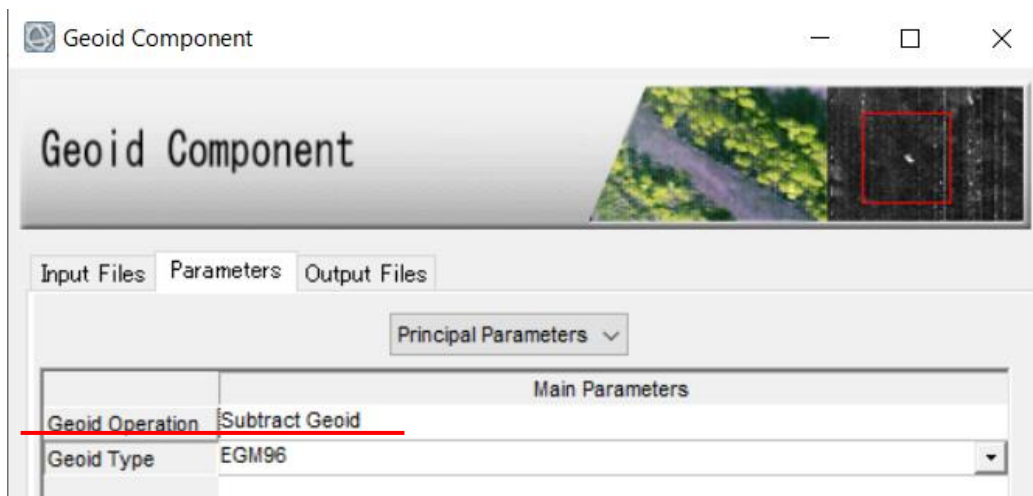 Geoid Component
Geoid Component
Input Files Parameters Output Files
Principal Parameters
Main Parameters
Geoid Operation Subtract Geoid
Geoid Type EGM96